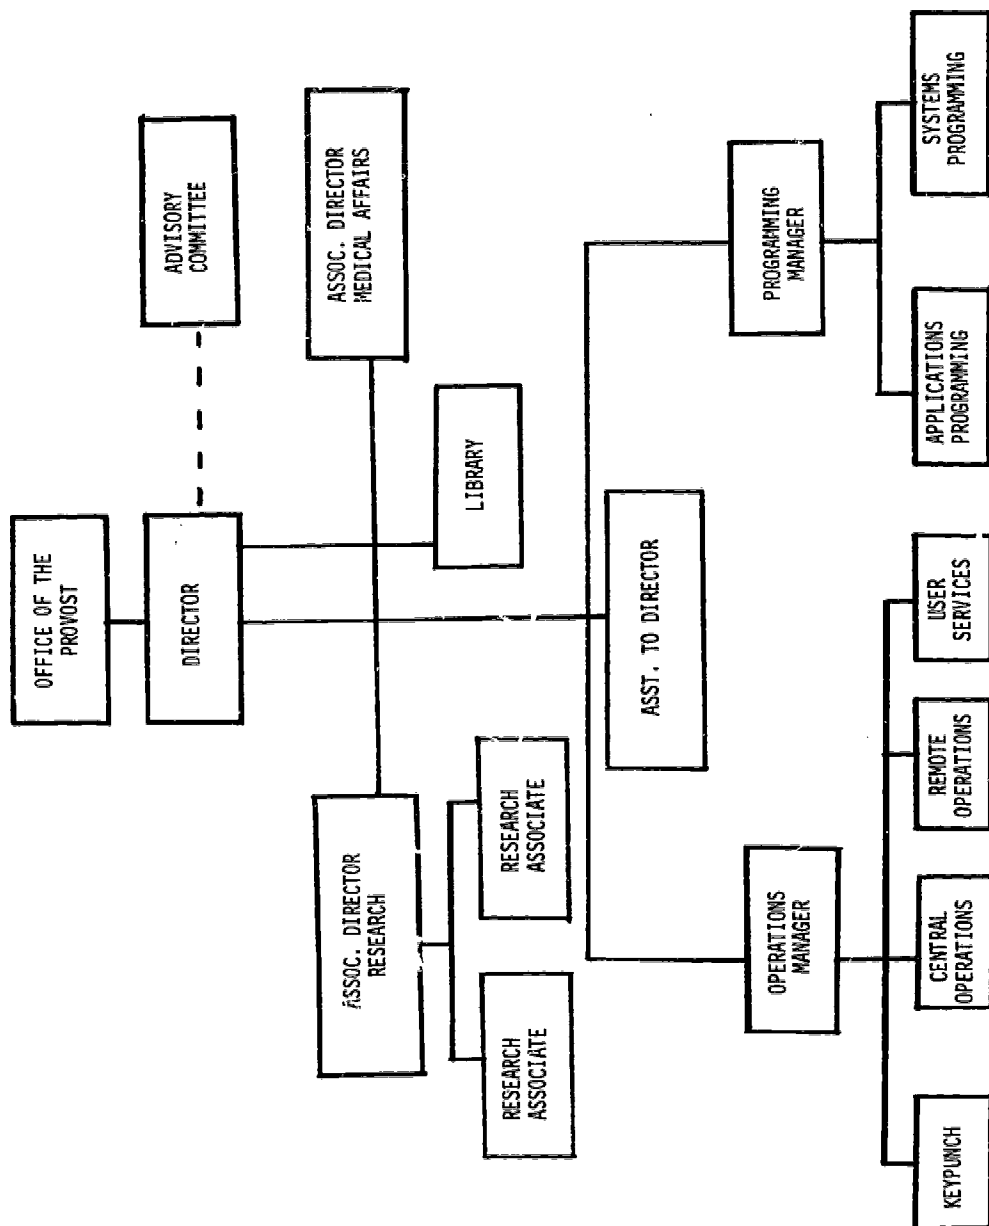 OFFICE OF THE
PROVOST
DIRECTOR
ADVISORY
COMMITTEE
ASSOC. DIRECTOR
RESEARCH
ASSOC. DIRECTOR
MEDICAL AFFAIRS
RESEARCH
ASSOCIATE
RESEARCH
ASSOCIATE
LIBRARY
ASST. TO DIRECTOR
OPERATIONS
MANAGER
PROGRAMMING
MANAGER
KEYPUNCH
CENTRAL
OPERATIONS
REMOTE
OPERATIONS
USER
SERVICES
APPLICATIONS
PROGRAMMING
SYSTEMS
PROGRAMMING